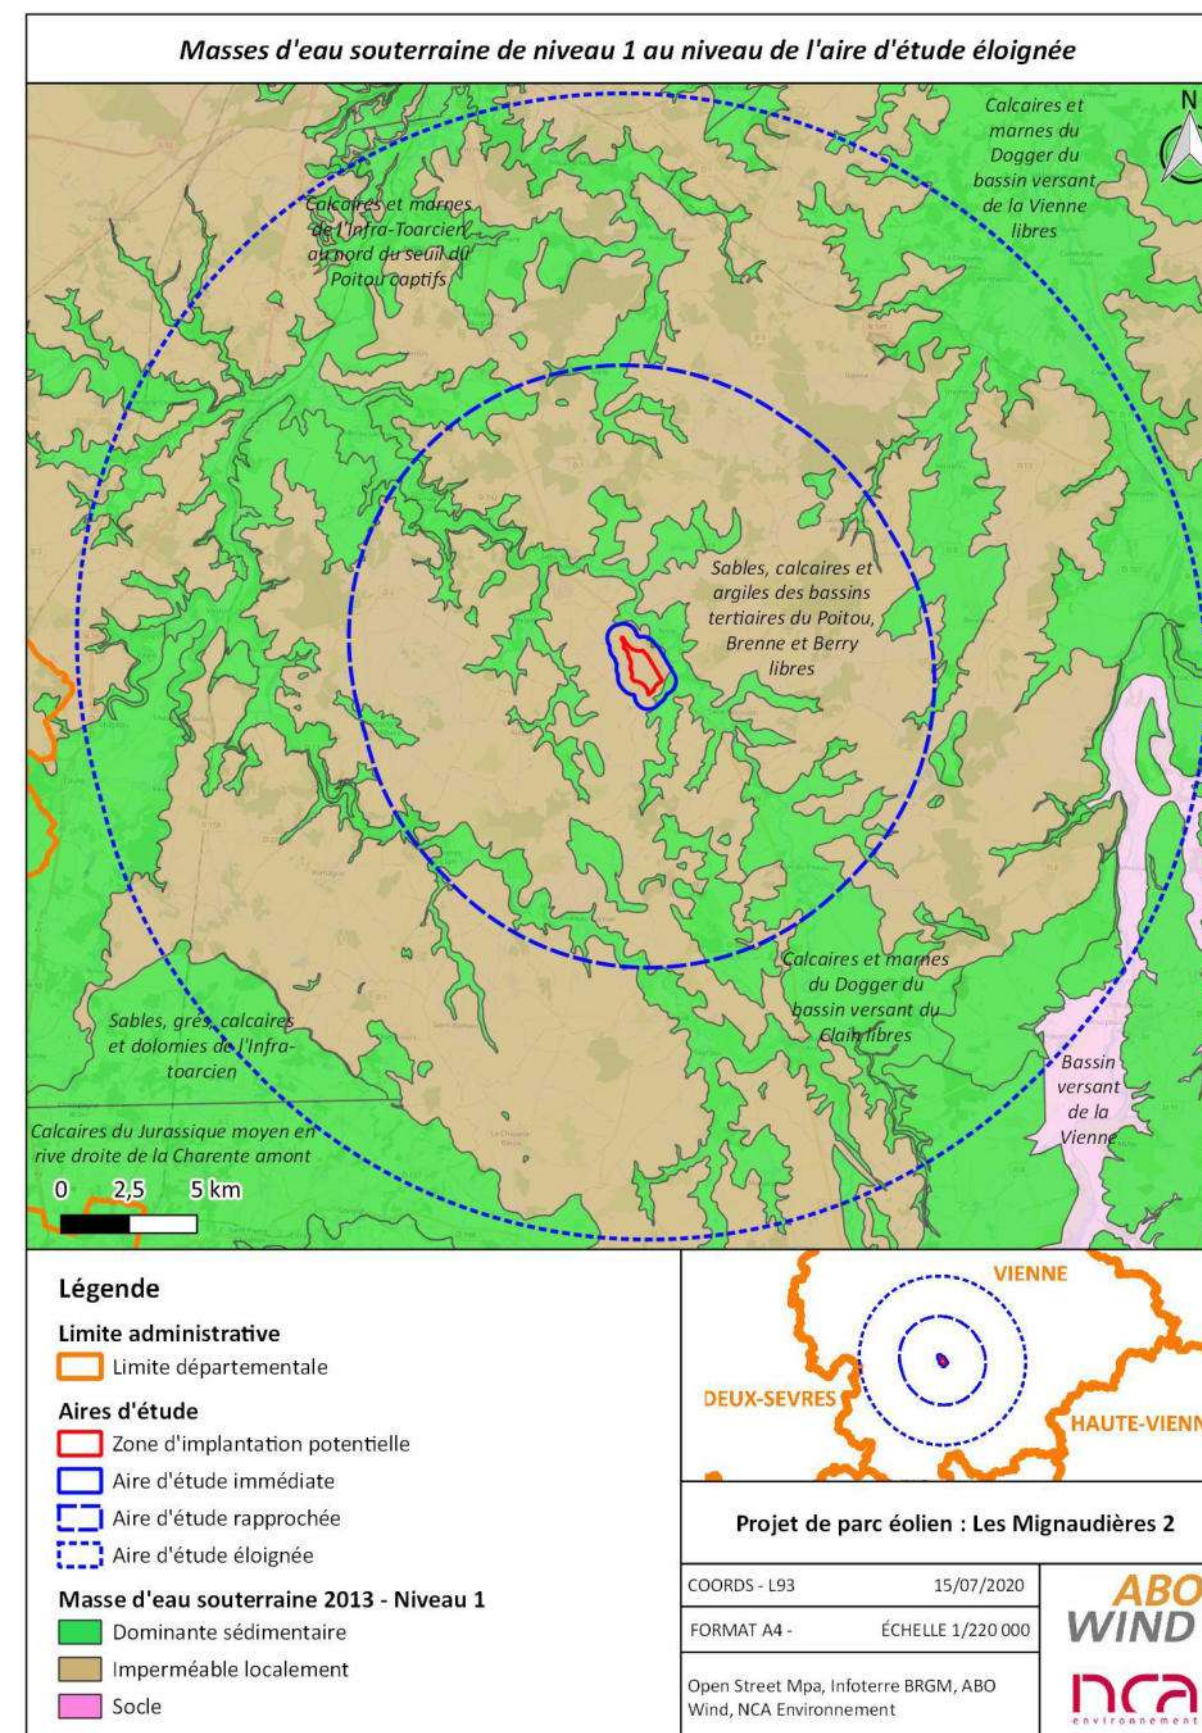 Masses d'eau souterraine de niveau 1 au niveau de l'aire d'étude éloignée
Calcaires et
marnes du
Dogger du
bassin versant
de la Vienne
libres
N
Calcaires et marnes
de l'Infra-Toarcien
au nord du seuil du
Poitou captifs
Sables, calcaires et
argiles des bassins
tertiaires du Poitou,
Brenne et Berry
libres
Calcaires et marnes
du Dogger du
bassin versant du
Clain libres
Sables, grès, calcaires
et dolomies de l'Infra-
toarcien
Bassin
versant
de la
Vienne
Calcaires du Jurassique moyen en
rive droite de la Charente amont
0 2,5 5 km
Légende
Limite administrative
Limite départementale
Aires d'étude
Zone d'implantation potentielle
Aire d'étude immédiate
Aire d'étude rapprochée
Aire d'étude éloignée
Masse d'eau souterraine 2013 - Niveau 1
Dominante sédimentaire
Imperméable localement
Socle
VIENNE
DEUX-SEVRES
HAUTE-VIENN
Projet de parc éolien : Les Mignaudières 2
COORDS - L93 15/07/2020
FORMAT A4 - ÉCHELLE 1/220 000
Open Street Mpa, Infoterre BRGM, ABO
Wind, NCA Environnement
ABO
WIND
nca
environnement